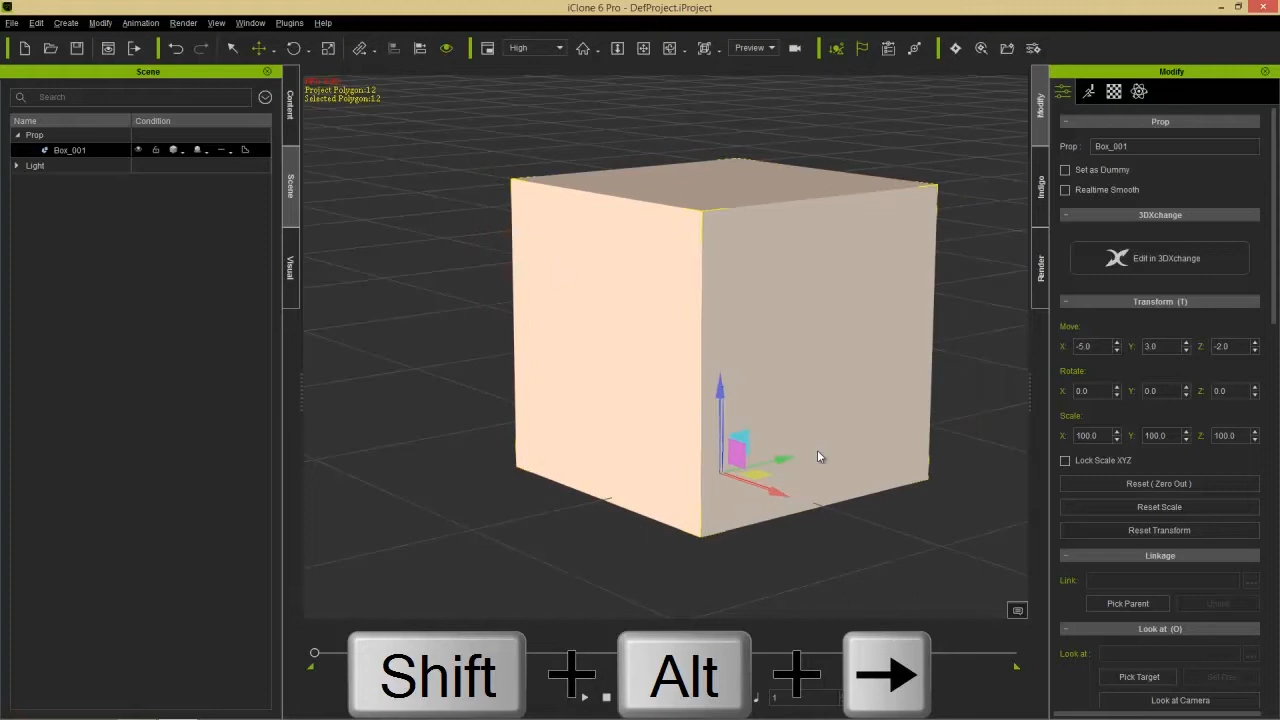 iClone 6 Pro - DefProject.iProject
File Edit Create Modify Animation Render View Window Plugins Help
High
Preview
Scene
Modify
Search
Name Condition
Prop
Box_001
Light
Content
Scene
Visual
Project Polygon:12
Selected Polygon:12
Modify
Indigo
Render
Prop
Prop : Box_001
Set as Dummy
Realtime Smooth
3DXchange
Edit in 3DXchange
Transform (T)
Move:
X: -5.0 Y: 3.0 Z: -2.0
Rotate:
X: 0.0 Y: 0.0 Z: 0.0
Scale:
X: 100.0 Y: 100.0 Z: 100.0
Lock Scale XYZ
Reset ( Zero Out )
Reset Scale
Reset Transform
Linkage
Link:
Pick Parent
Look at (O)
Look at :
Pick Target
Look at Camera
Shift + Alt +
1